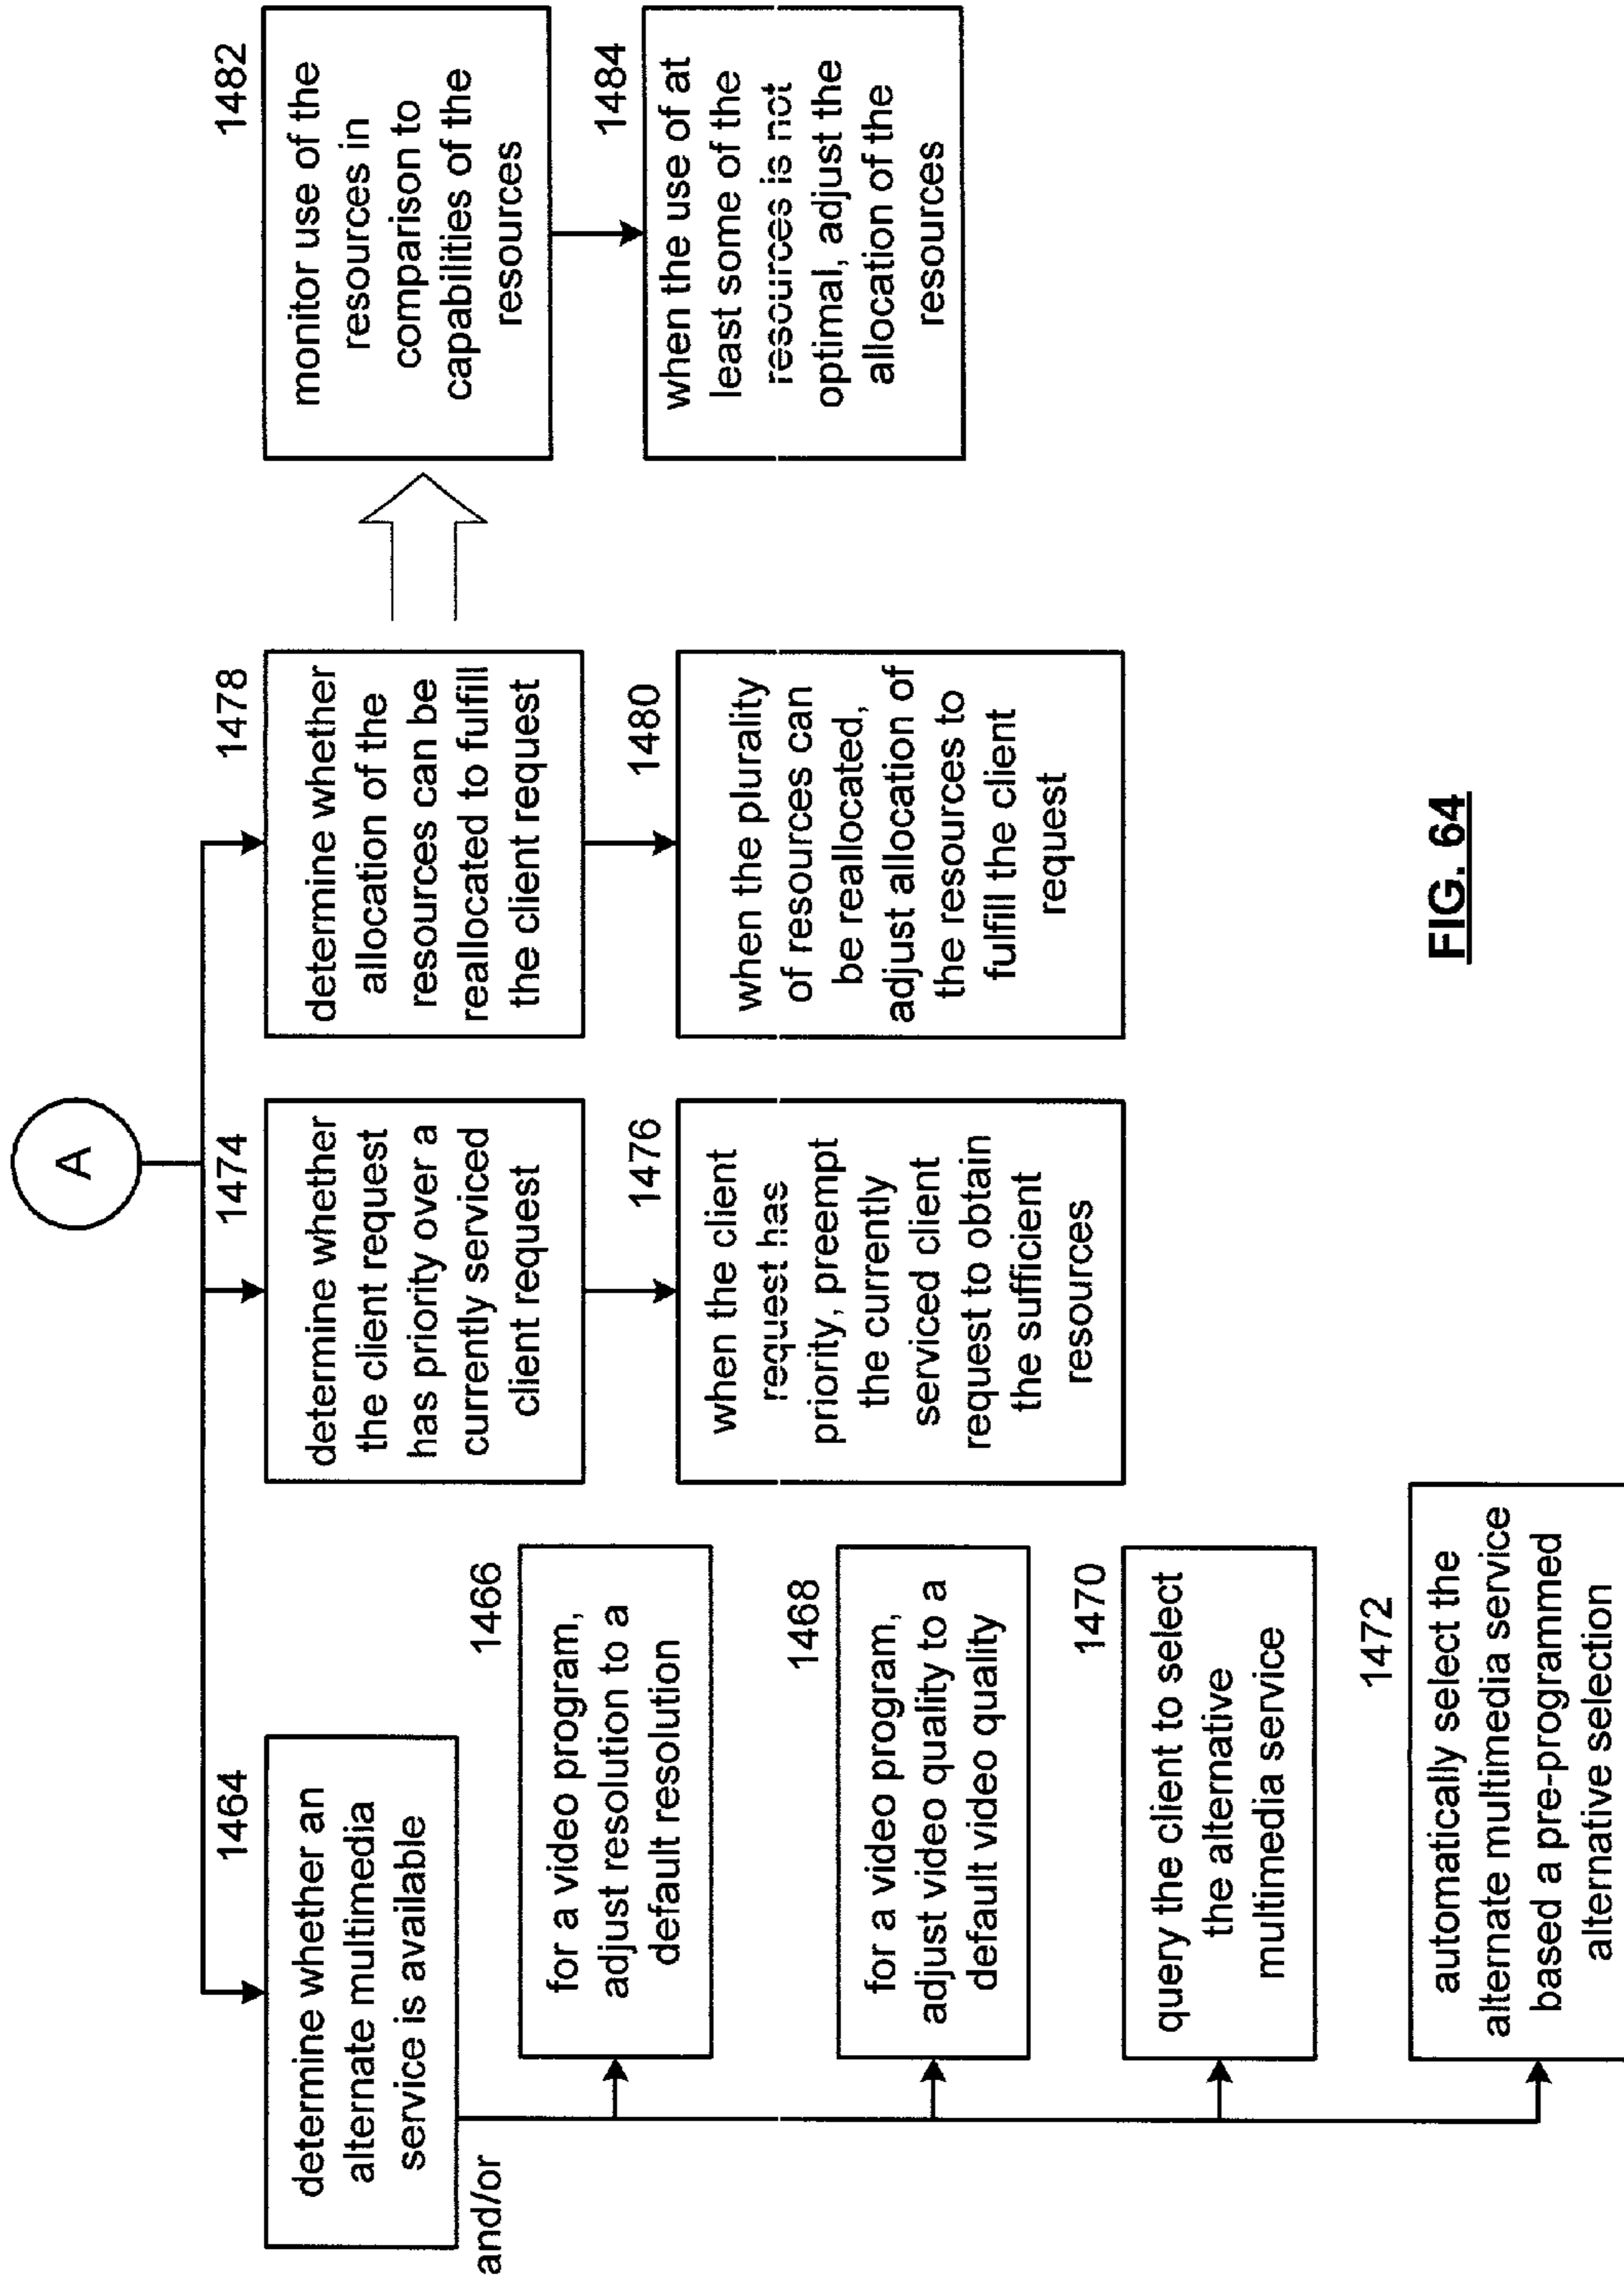 A
1464
determine whether an
alternate multimedia
service is available
and/or
1466
for a video program,
adjust resolution to a
default resolution
1468
for a video program,
adjust video quality to a
default video quality
1470
query the client to select
the alternative
multimedia service
1472
automatically select the
alternate multimedia service
based a pre-programmed
alternative selection
1474
determine whether
the client request
has priority over a
currently serviced
client request
1476
when the client
request has
priority, preempt
the currently
serviced client
request to obtain
the sufficient
resources
1478
determine whether
allocation of the
resources can be
reallocated to fulfill
the client request
1480
when the plurality
of resources can
be reallocated,
adjust allocation of
the resources to
fulfill the client
request
1482
monitor use of the
resources in
comparison to
capabilities of the
resources
1484
when the use of at
least some of the
resources is not
optimal, adjust the
allocation of the
resources
FIG. 64